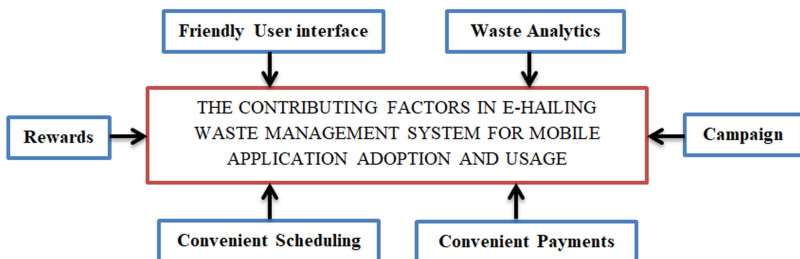 Friendly User interface
Waste Analytics
THE CONTRIBUTING FACTORS IN E-HAILING
WASTE MANAGEMENT SYSTEM FOR MOBILE
APPLICATION ADOPTION AND USAGE
Rewards
Campaign
Convenient Scheduling
Convenient Payments